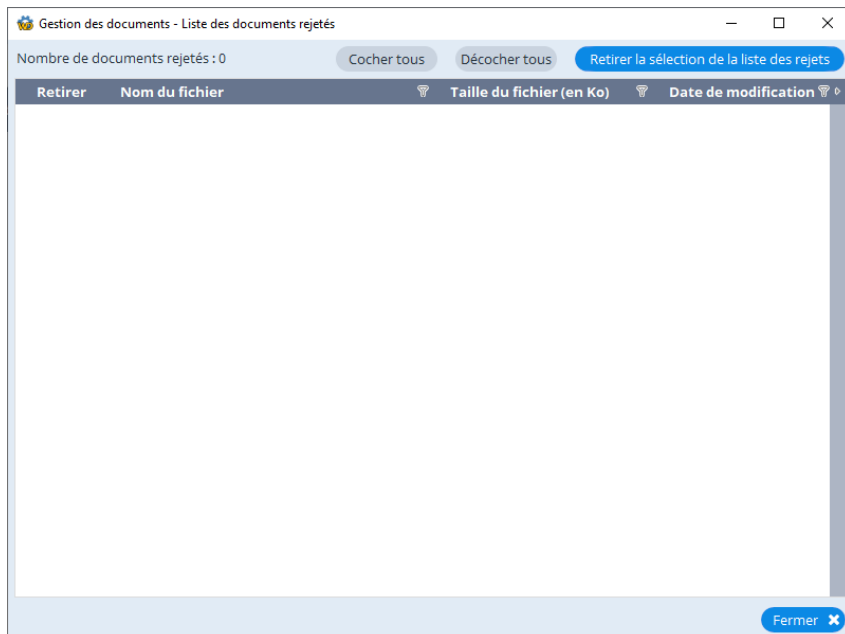 Gestion des documents - Liste des documents rejetés
Nombre de documents rejetés : 0 Cocher tous Décocher tous Retirer la sélection de la liste des rejets
Retirer Nom du fichier Taille du fichier (en Ko) Date de modification
Fermer